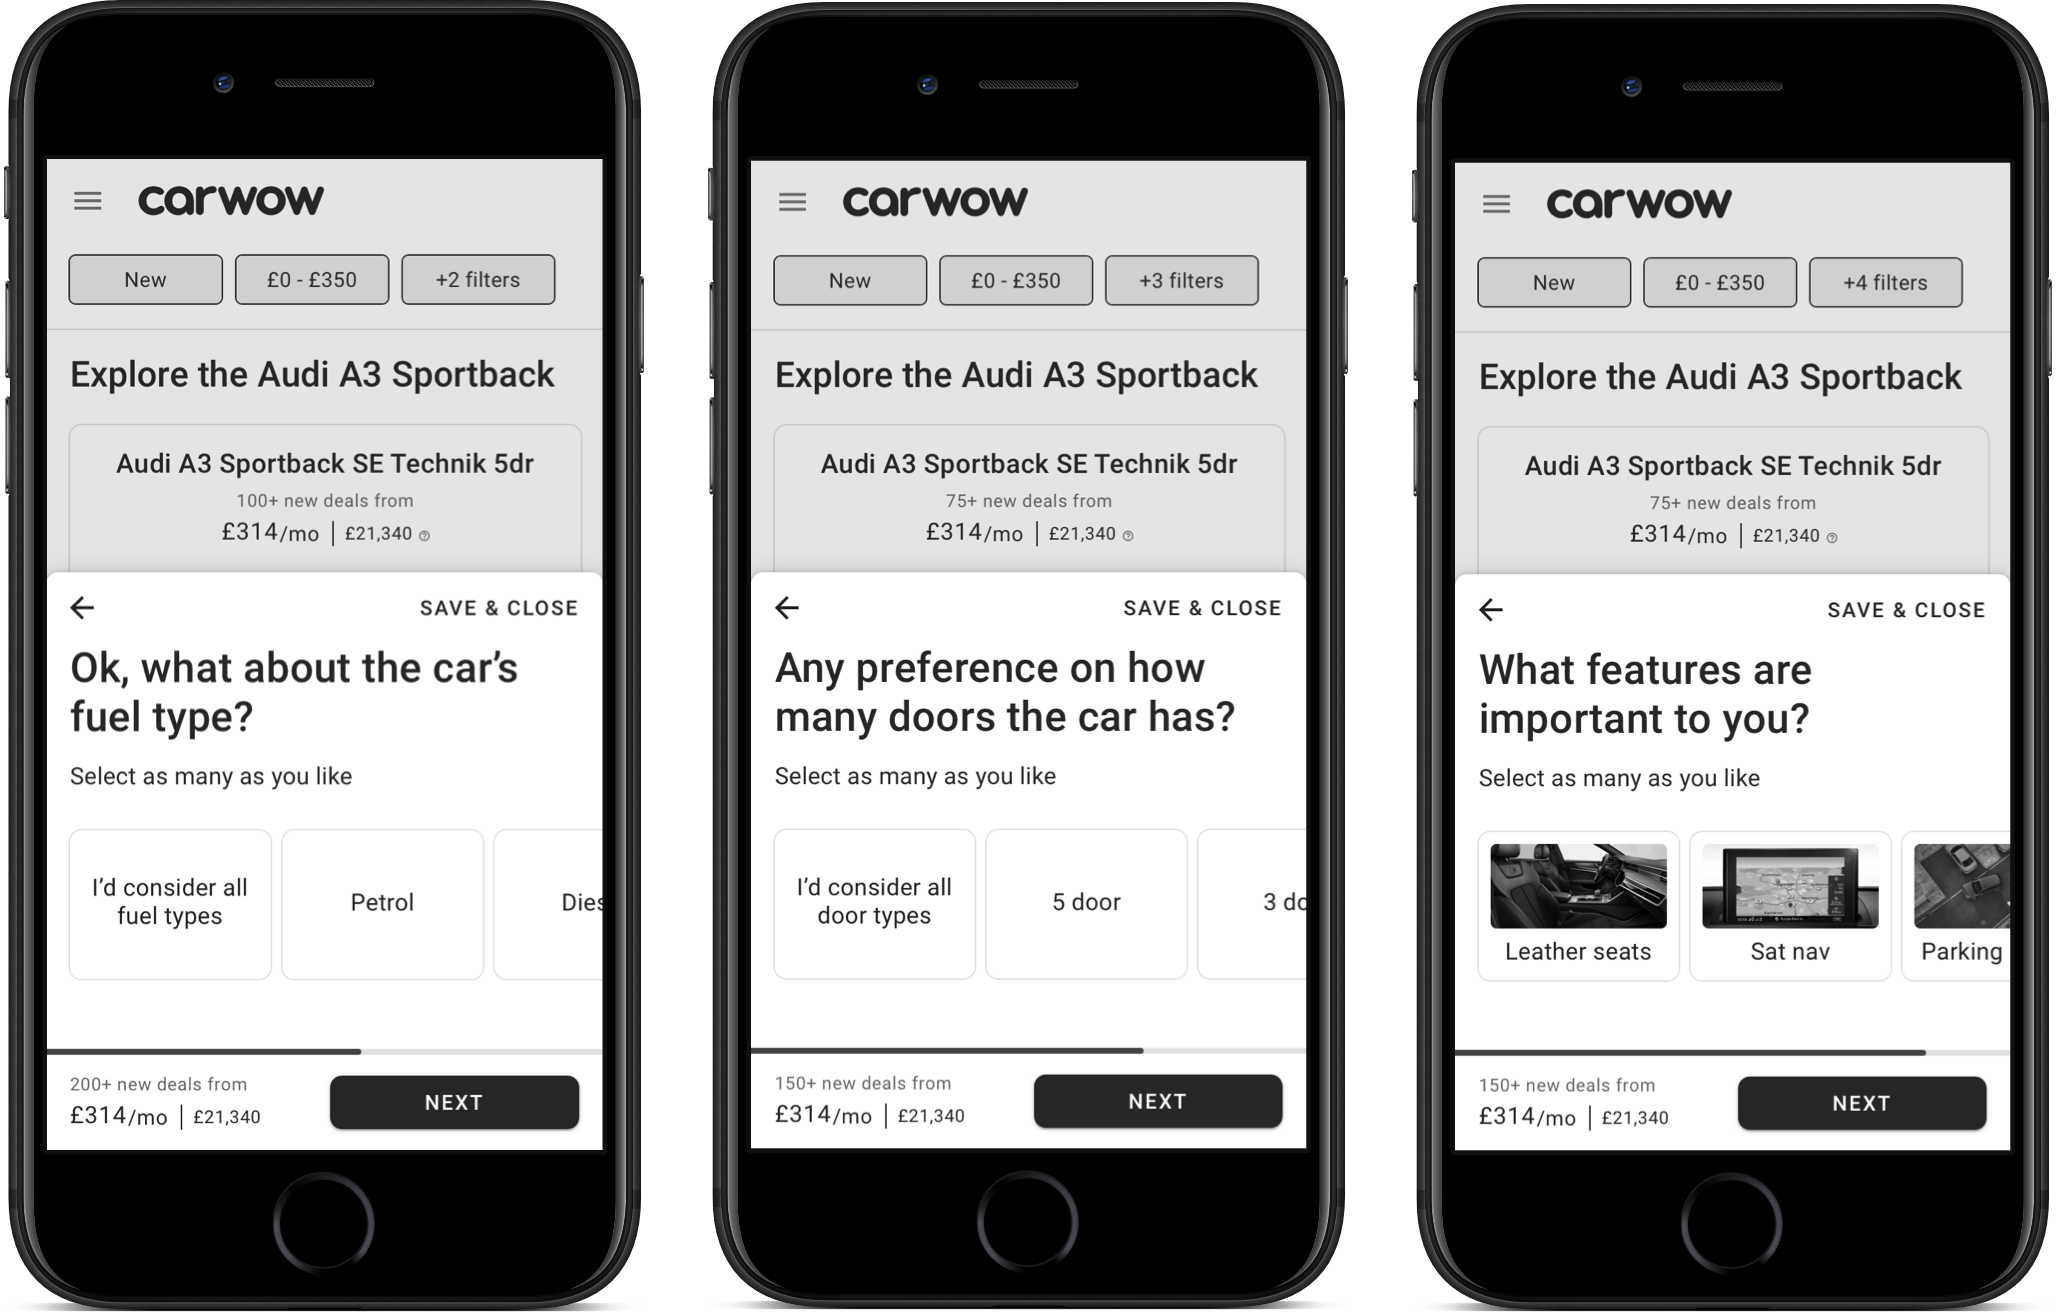 carwow
New
£0 - £350
+2 filters
Explore the Audi A3 Sportback
Audi A3 Sportback SE Technik 5dr
100+ new deals from
£314/mo | £21,340
SAVE & CLOSE
Ok, what about the car’s
fuel type?
Select as many as you like
I’d consider all
fuel types
Petrol
Dies
200+ new deals from
£314/mo | £21,340
NEXT
carwow
New
£0 - £350
+3 filters
Explore the Audi A3 Sportback
Audi A3 Sportback SE Technik 5dr
75+ new deals from
£314/mo | £21,340
SAVE & CLOSE
Any preference on how
many doors the car has?
Select as many as you like
I’d consider all
door types
5 door
3 do
150+ new deals from
£314/mo | £21,340
NEXT
carwow
New
£0 - £350
+4 filters
Explore the Audi A3 Sportback
Audi A3 Sportback SE Technik 5dr
75+ new deals from
£314/mo | £21,340
SAVE & CLOSE
What features are
important to you?
Select as many as you like
Leather seats
Sat nav
Parking
150+ new deals from
£314/mo | £21,340
NEXT